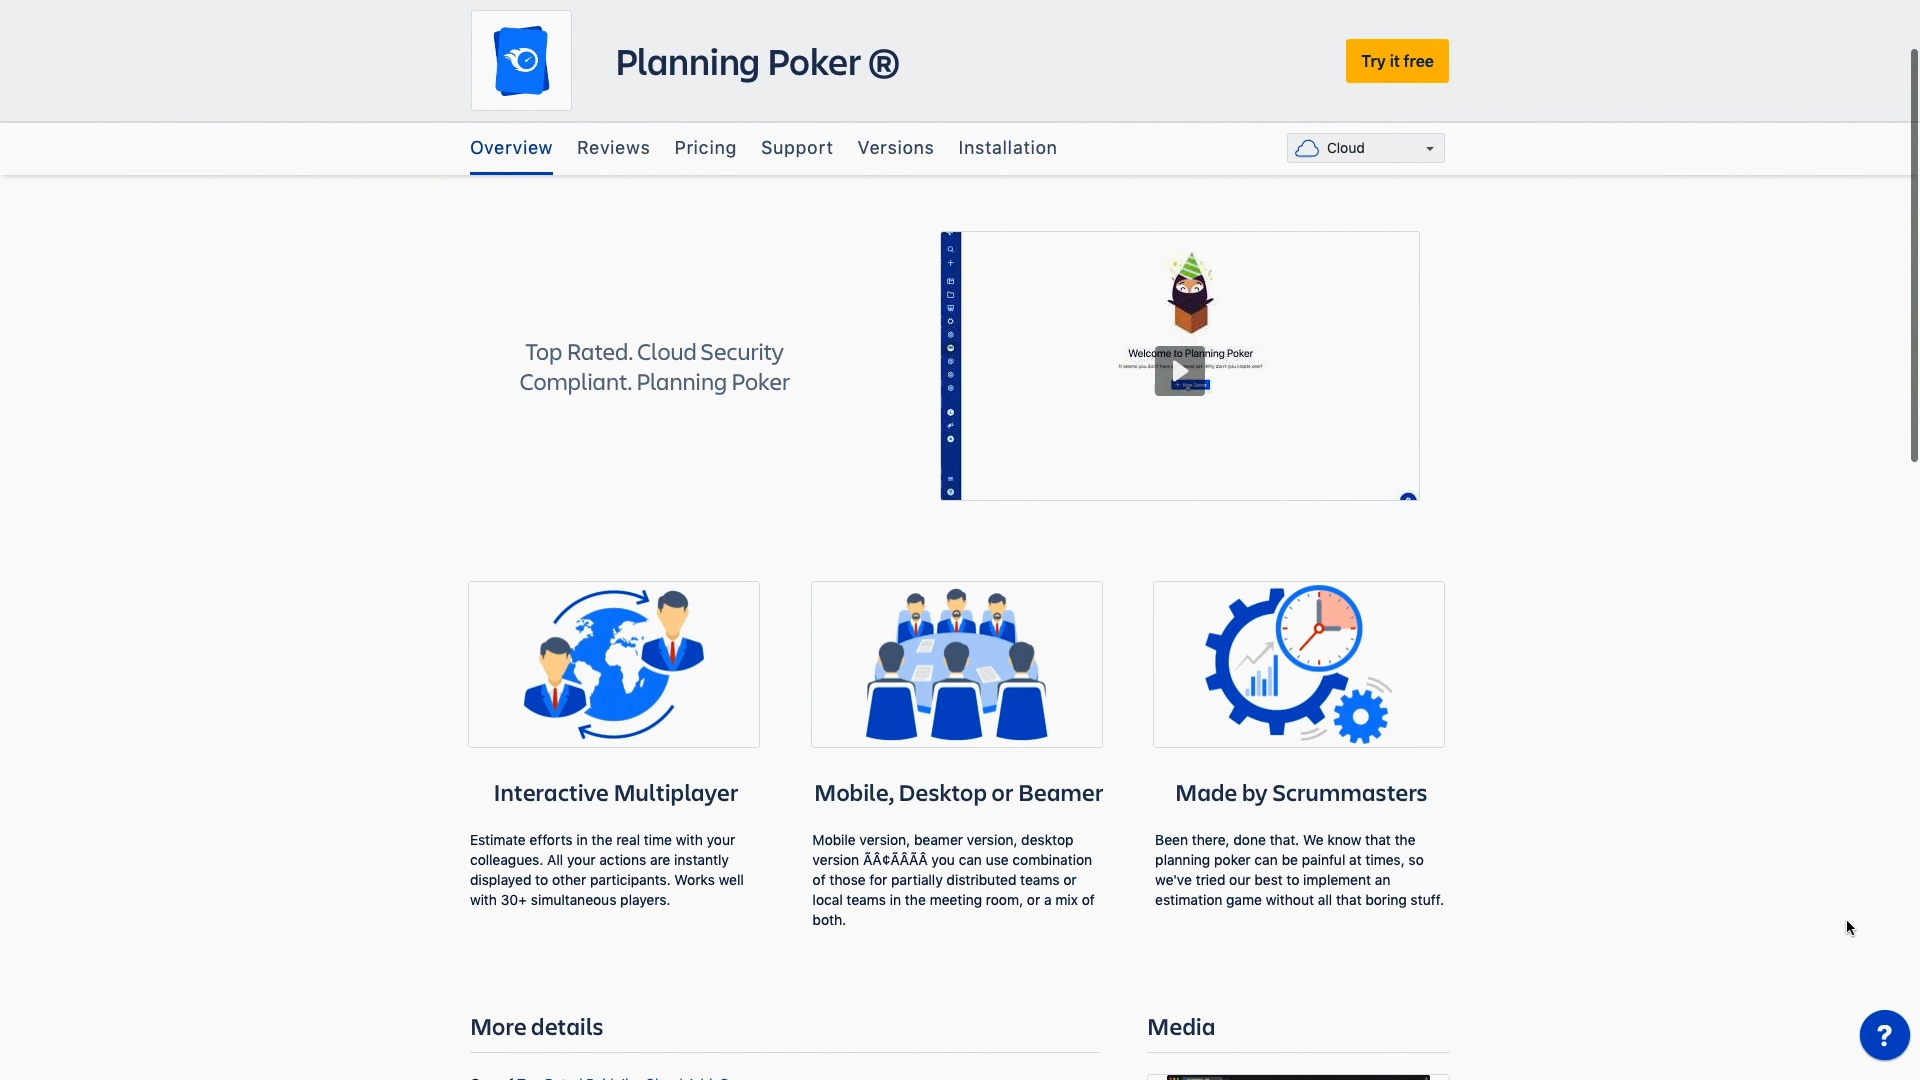 Planning Poker ®
Try it free
Overview
Reviews
Pricing
Support
Versions
Installation
Cloud
Top Rated. Cloud Security
Compliant. Planning Poker
Welcome to Planning Poker
Interactive Multiplayer
Estimate efforts in the real time with your
colleagues. All your actions are instantly
displayed to other participants. Works well
with 30+ simultaneous players.
Mobile, Desktop or Beamer
Mobile version, beamer version, desktop
version ÃÂ¢ÃÂÃÂ you can use combination
of those for partially distributed teams or
local teams in the meeting room, or a mix of
both.
Made by Scrummasters
Been there, done that. We know that the
planning poker can be painful at times, so
we've tried our best to implement an
estimation game without all that boring stuff.
More details
Media
?